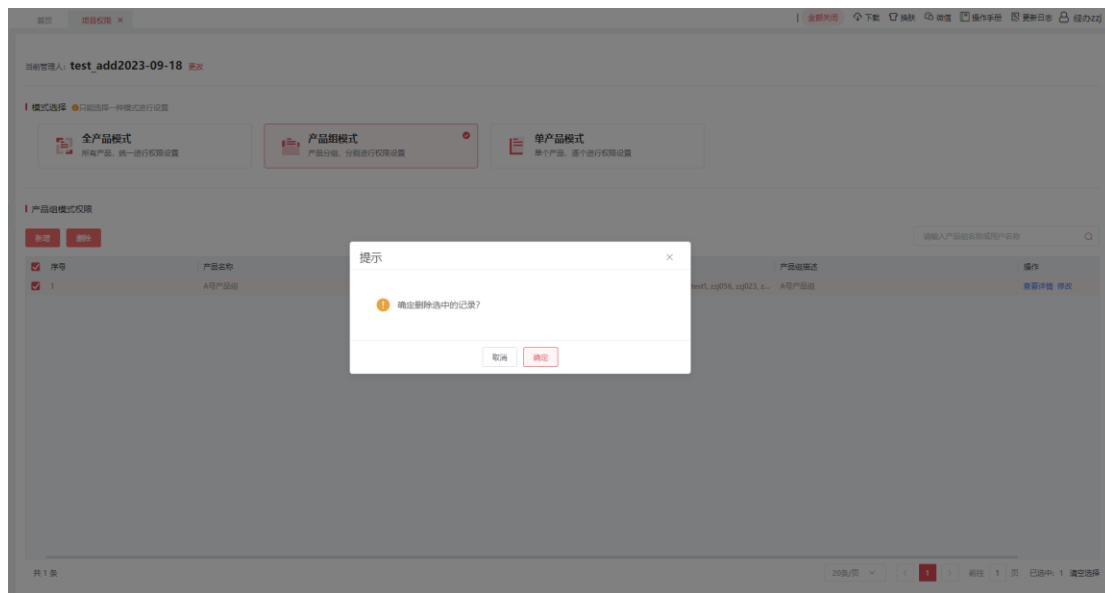 首页 项目权限 × 全部关闭 下载 换肤 微信 操作手册 更新日志 经办zzj
当前管理人：test_add2023-09-18 更改
模式选择 只能选择一种模式进行设置
全产品模式 产品组模式 单产品模式
所有产品，统一进行权限设置 产品分组，分别进行权限设置 单个产品，逐个进行权限设置
产品组模式权限
新增 删除 请输入产品组名称或用户名称
提示 ×
序号 产品名称 产品组描述 操作
1 A号产品组 test1, zzj056, zzj023, z... A号产品组 查看详情 修改
确定删除选中的记录?
取消 确定
共 1 条 20条/页 < 1 > 前往 1 页 已选中: 1 清空选择